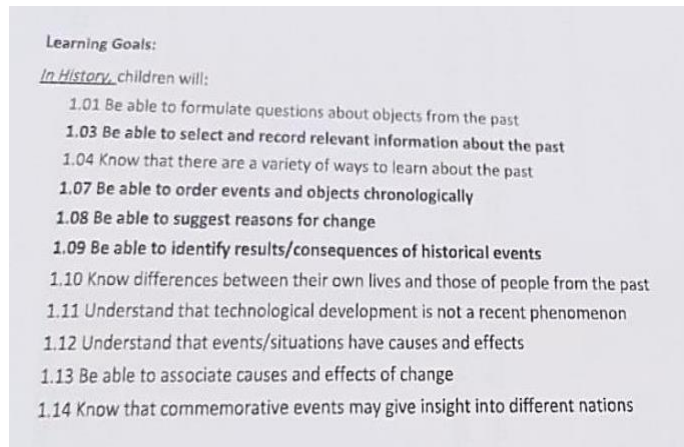 Learning Goals:
In History, children will:
1.01 Be able to formulate questions about objects from the past
1.03 Be able to select and record relevant information about the past
1.04 Know that there are a variety of ways to learn about the past
1.07 Be able to order events and objects chronologically
1.08 Be able to suggest reasons for change
1.09 Be able to identify results/consequences of historical events
1.10 Know differences between their own lives and those of people from the past
1.11 Understand that technological development is not a recent phenomenon
1.12 Understand that events/situations have causes and effects
1.13 Be able to associate causes and effects of change
1.14 Know that commemorative events may give insight into different nations